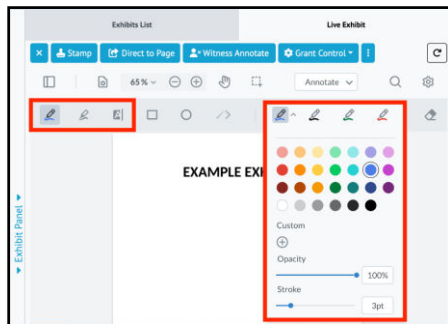 Exhibits List
Live Exhibit
× Stamp Direct to Page Witness Annotate Grant Control
65 % Annotate
EXAMPLE EX
Custom
Opacity
100%
Stroke
3pt
Exhibit Panel